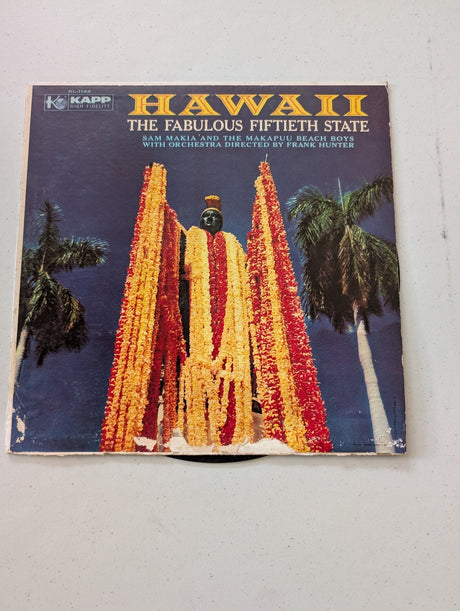 KL-1144
K KAPP
HIGH FIDELITY
HAWAII
THE FABULOUS FIFTIETH STATE
SAM MAKIA AND THE MAKAPUU BEACH BOYS
WITH ORCHESTRA DIRECTED BY FRANK HUNTER